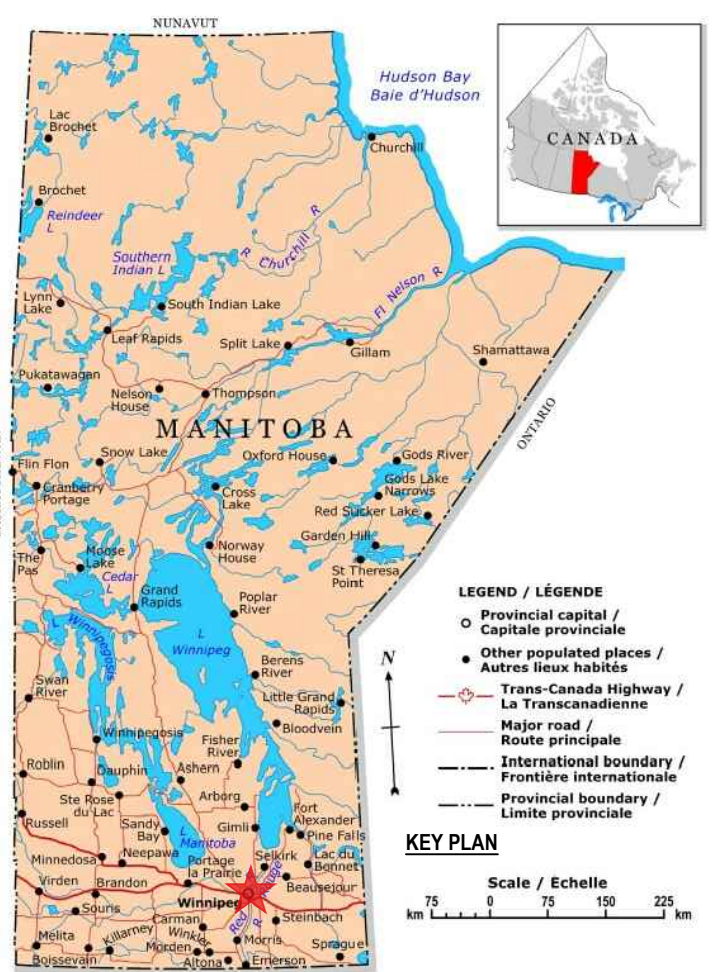 NUNAVUT
Hudson Bay
Baie d'Hudson
CANADA
Lac
Brochet
Churchill
Brochet
Reindeer
L
Southern
Indian L
R Churchill R
Fl Nelson R
Lynn
Lake
South Indian Lake
Leaf Rapids
Split Lake
Gillam
Shamattawa
Pukatawagan
Nelson
House
Thompson
MANITOBA
ONTARIO
Snow Lake
Oxford House
Gods River
Flin Flon
Cranberry
Portage
Cross
Lake
Gods Lake
Narrows
Red Sucker Lake
Garden Hill
Norway
House
The
Pas
Moose
Lake
Cedar
L
St Theresa
Point
Grand
Rapids
Poplar
River
L Winnipegosis
L
Winnipeg
Swan
River
Berens
River
Little Grand
Rapids
Bloodvein
Winnipegosis
Fisher
River
Roblin
Dauphin
Ashern
Ste Rose
du Lac
Arborg
Fort
Alexander
Russell
Sandy
Bay
Gimli
Pine Falls
L
Manitoba
Minnedosa
Neepawa
Portage
la Prairie
Selkirk
Lac du
Bonnet
Virden
Brandon
Beausejour
Winnipeg
Rouge
Souris
Carman
Red R
Steinbach
Melita
Killarney
Winkler
Morden
Morris
Sprague
Boissevain
Altona
Emerson
LEGEND / LÉGENDE
Provincial capital /
Capitale provinciale
Other populated places /
Autres lieux habités
Trans-Canada Highway /
La Transcanadienne
Major road /
Route principale
International boundary /
Frontière internationale
Provincial boundary /
Limite provinciale
N
KEY PLAN
Scale / Echelle
75 0 75 150 225
km km